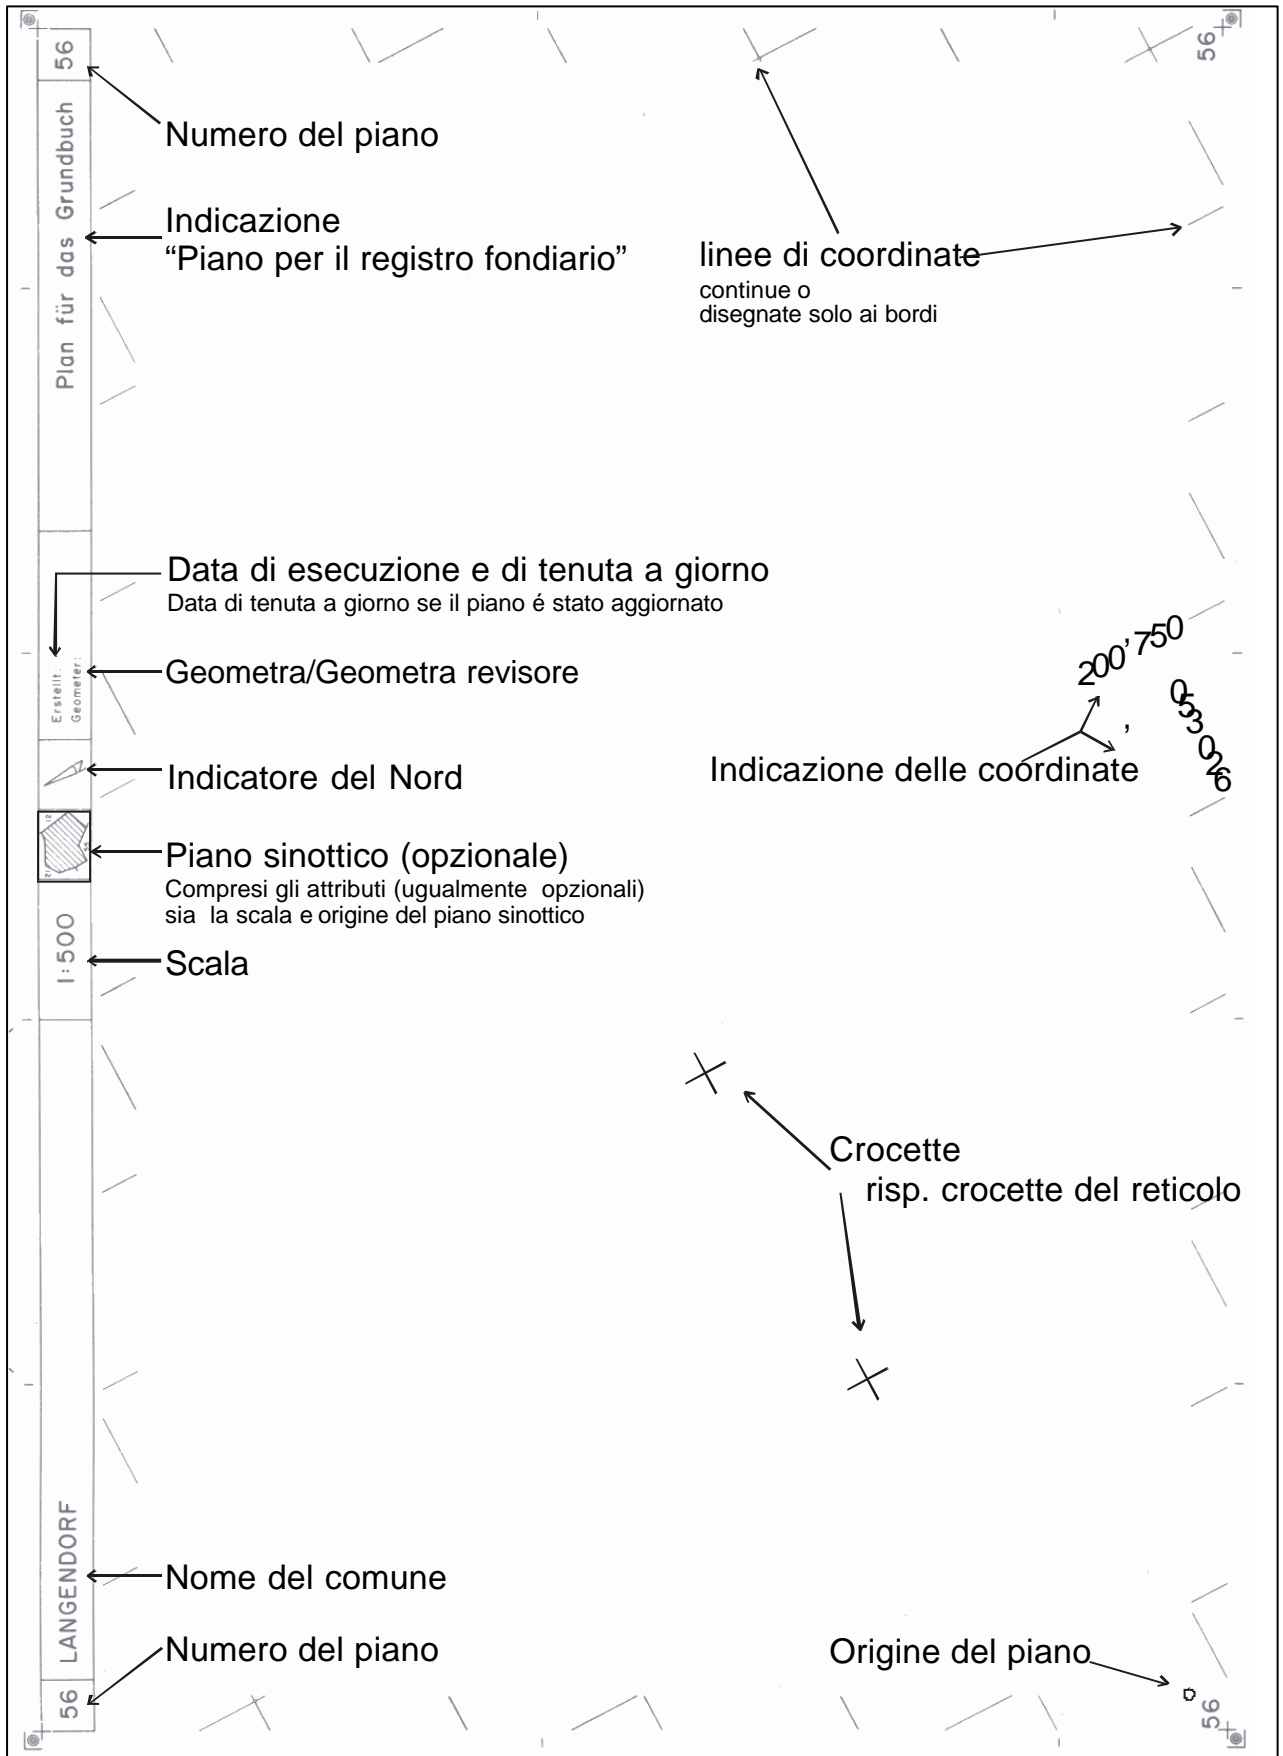 56
56
Numero del piano
Plan für das Grundbuch
Indicazione
“Piano per il registro fondiario”
linee di coordinate
continue o
disegnate solo ai bordi
Data di esecuzione e di tenuta a giorno
Data di tenuta a giorno se il piano é stato aggiornato
Erstellt:
Geometer:
Geometra/Geometra revisore
200’750
053026
,
Indicazione delle coordinate
Indicatore del Nord
12
55
21
Piano sinottico (opzionale)
Compresi gli attributi (ugualmente opzionali)
sia la scala e origine del piano sinottico
1:500
Scala
Crocette
risp. crocette del reticolo
LANGENDORF
Nome del comune
Numero del piano
Origine del piano
56
56